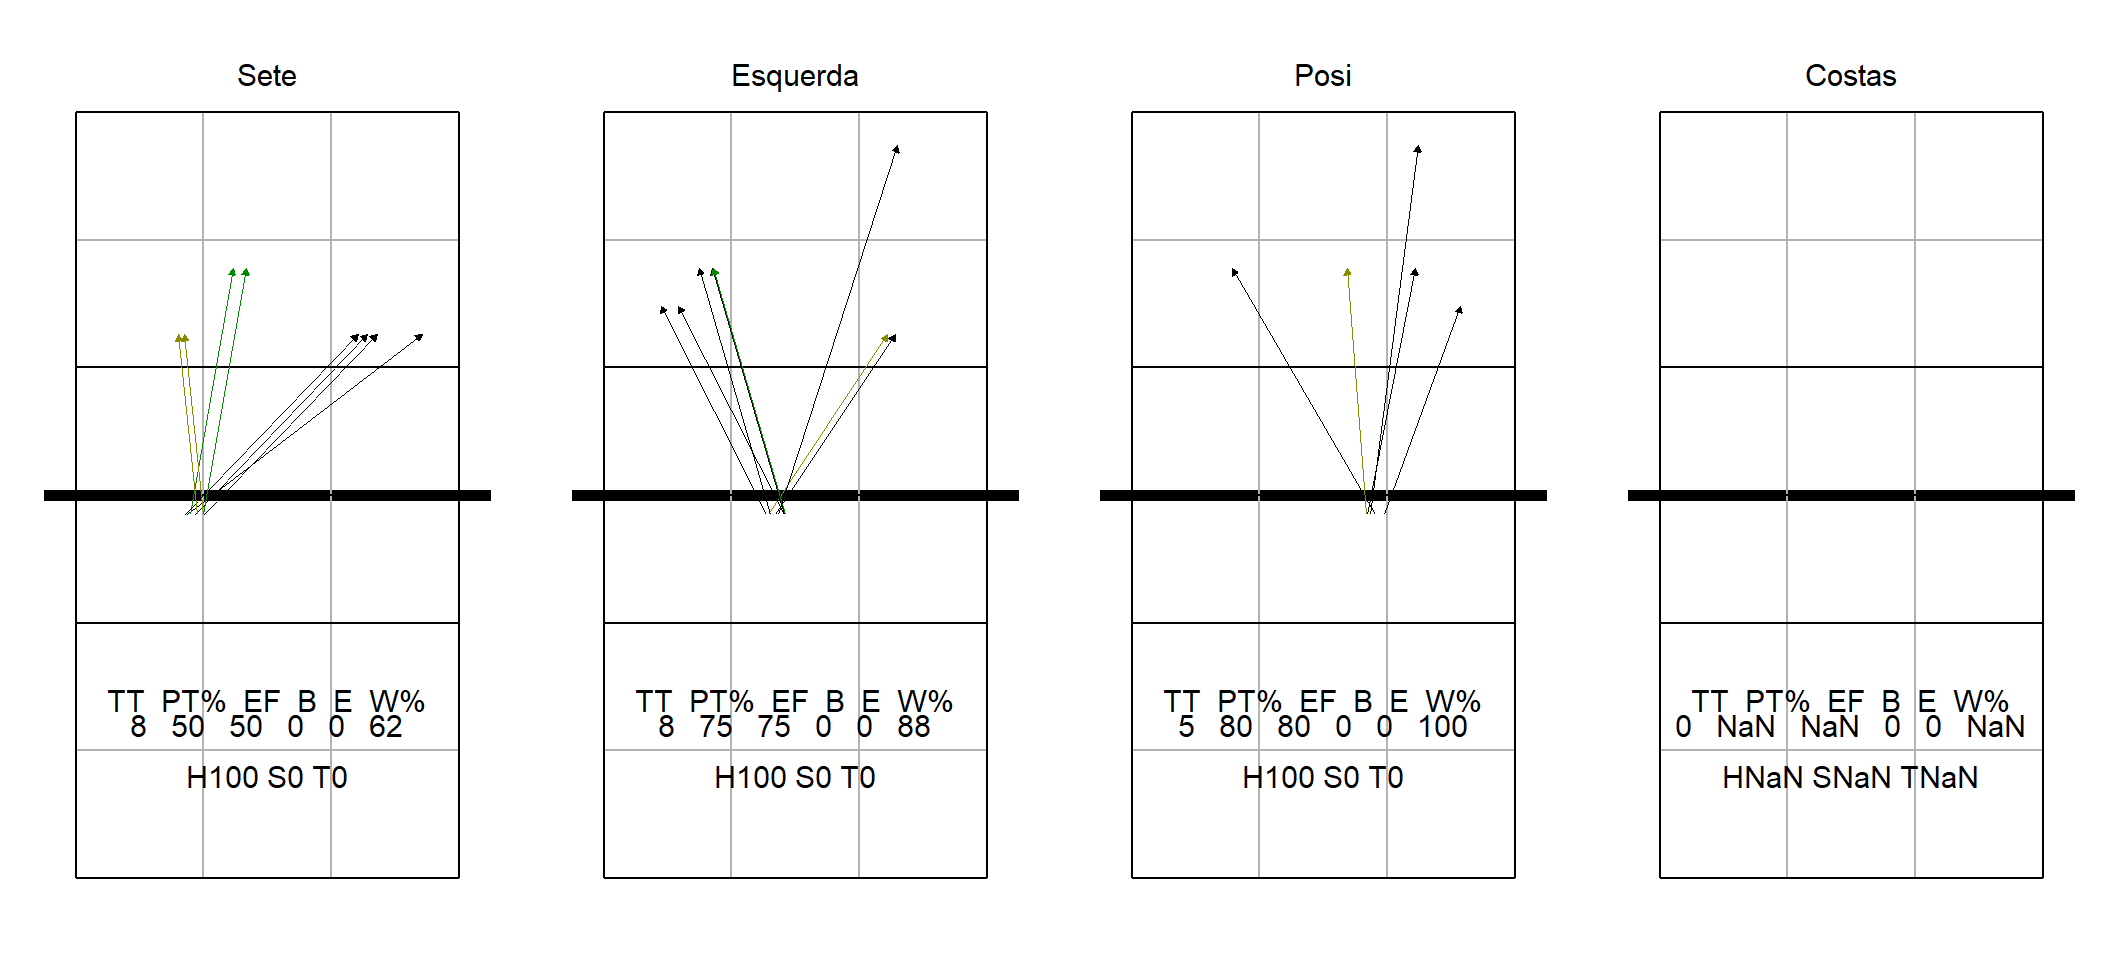 Sete
TT PT% EF B E W%
8 50 50 0 0 62
H100 S0 T0
Esquerda
TT PT% EF B E W%
8 75 75 0 0 88
H100 S0 T0
Posi
TT PT% EF B E W%
5 80 80 0 0 100
H100 S0 T0
Costas
TT PT% EF B E W%
0 NaN NaN 0 0 NaN
HNaN SNaN TNaN